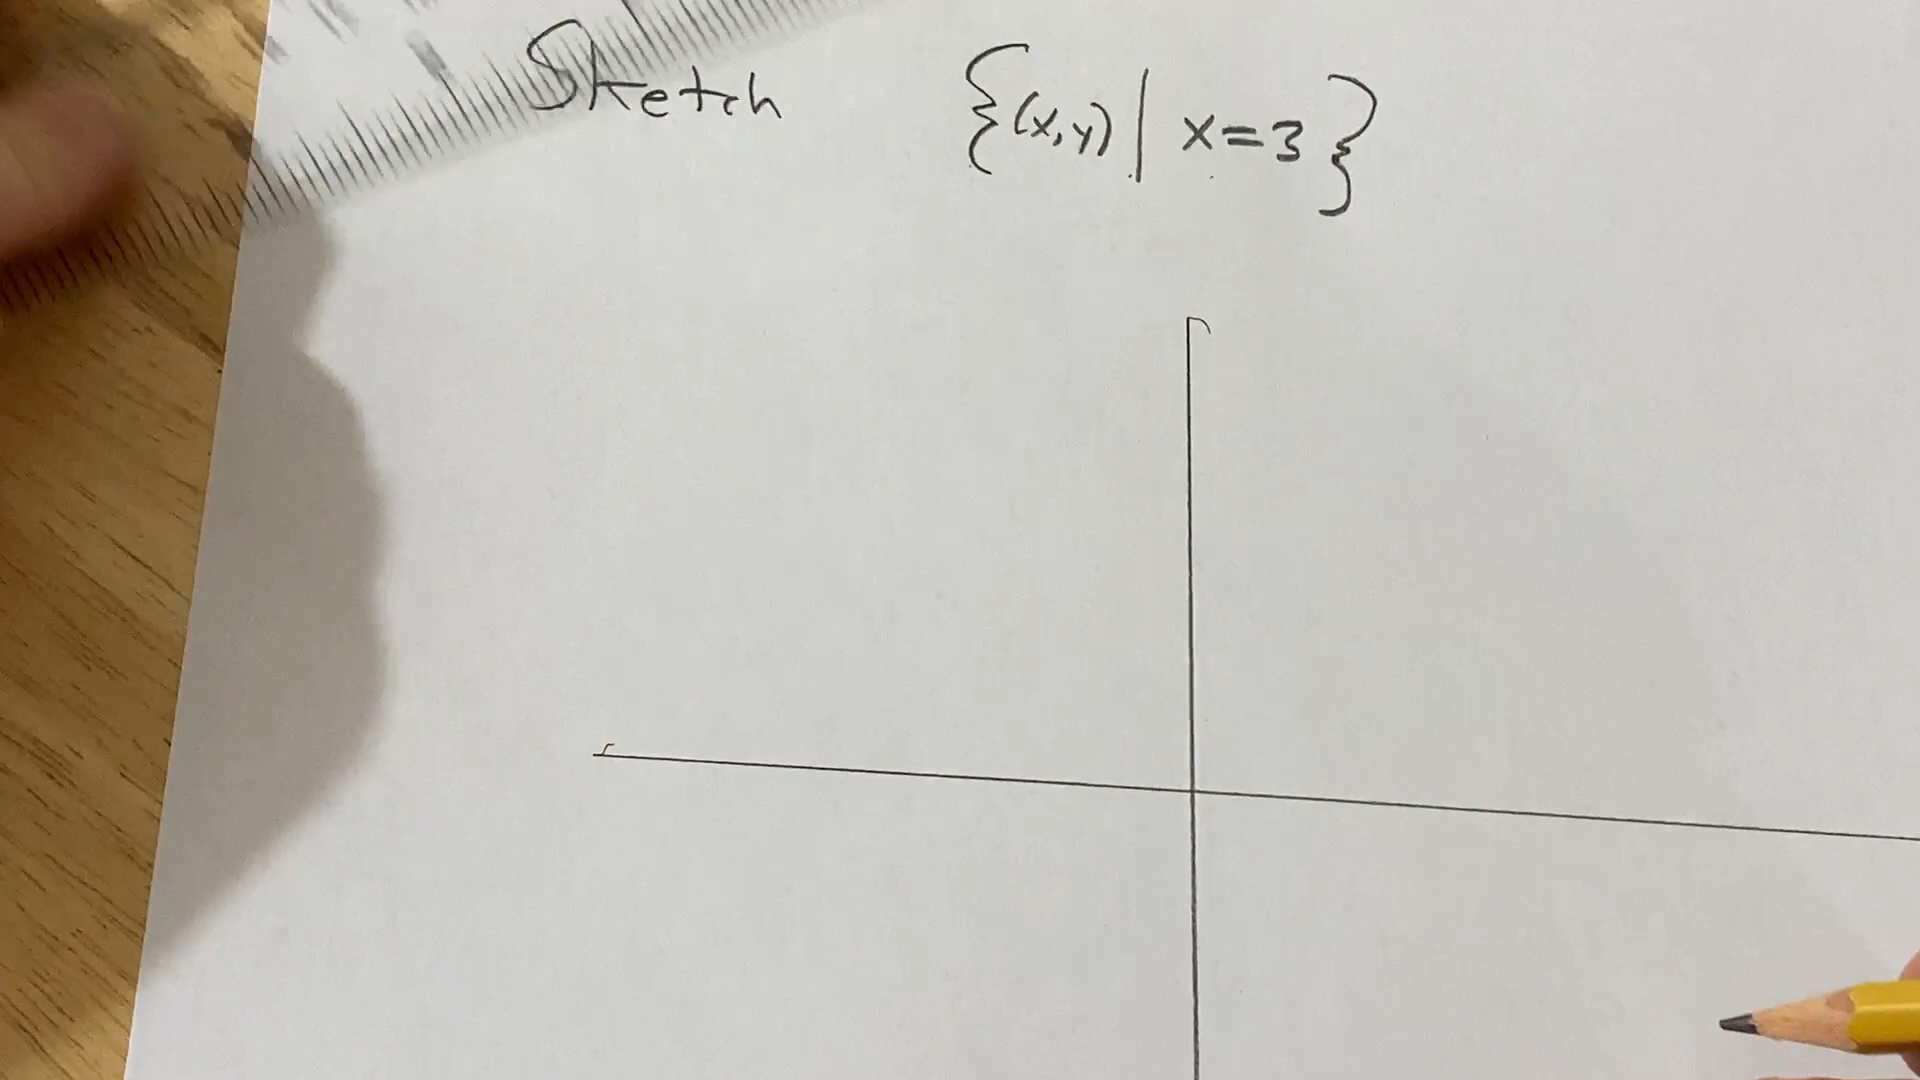 Sketch {(x,y) | x=3}